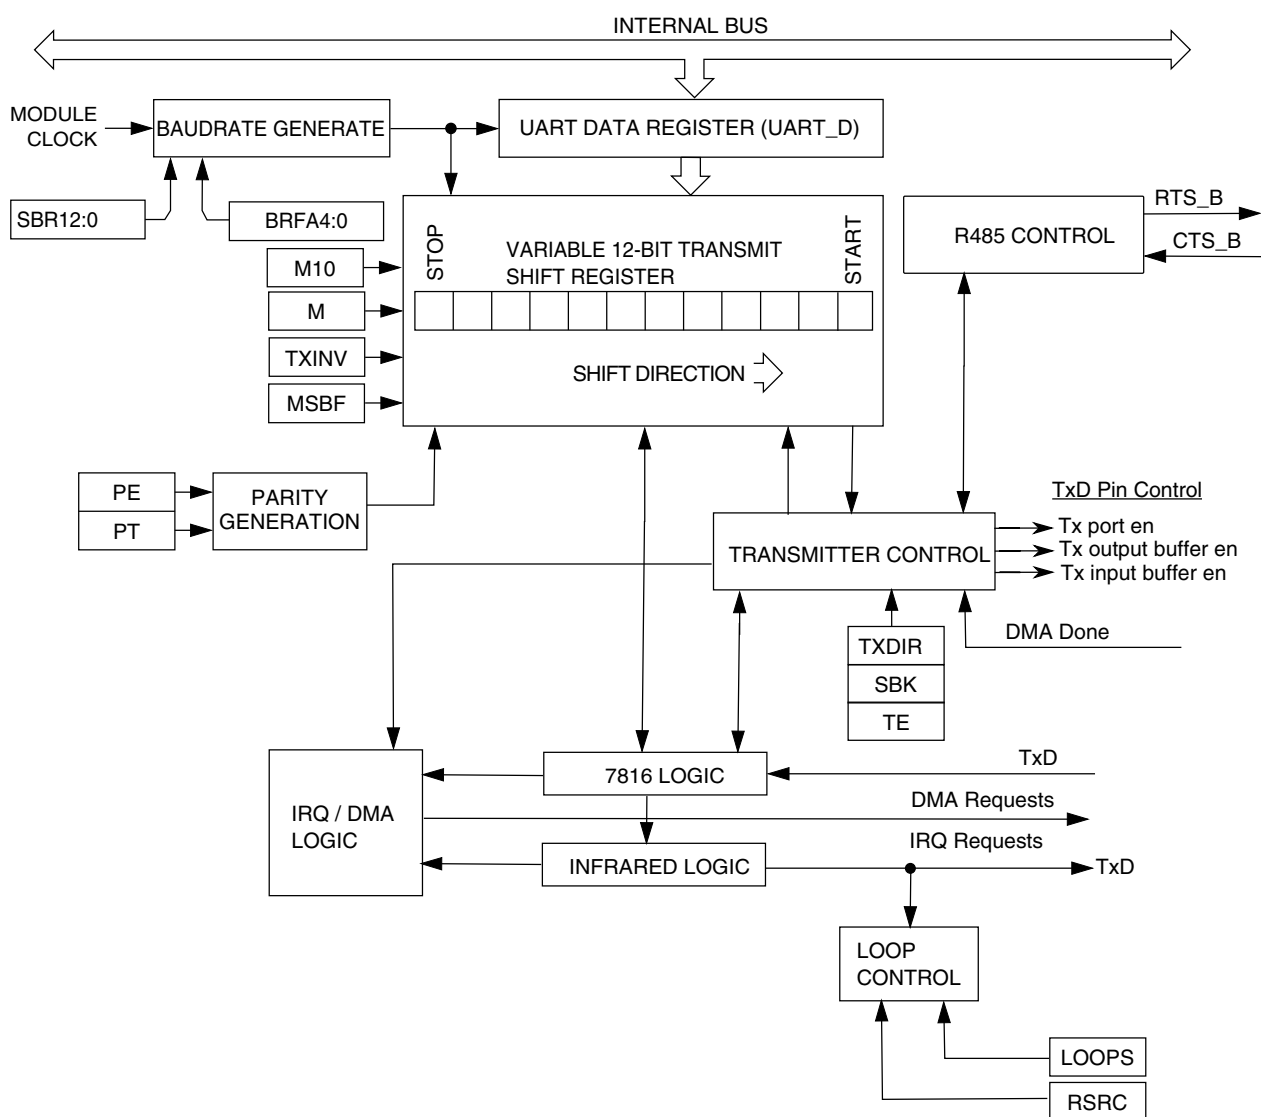 INTERNAL BUS
MODULE
CLOCK
BAUDRATE GENERATE
UART DATA REGISTER (UART_D)
SBR12:0
BRFA4:0
RTS_B
R485 CONTROL
CTS_B
STOP
VARIABLE 12-BIT TRANSMIT
SHIFT REGISTER
START
M10
M
TXINV
SHIFT DIRECTION
MSBF
PE
PT
PARITY
GENERATION
TxD Pin Control
Tx port en
Tx output buffer en
Tx input buffer en
TRANSMITTER CONTROL
DMA Done
TXDIR
SBK
TE
IRQ / DMA
LOGIC
7816 LOGIC
TxD
DMA Requests
IRQ Requests
INFRARED LOGIC
TxD
LOOP
CONTROL
LOOPS
RSRC